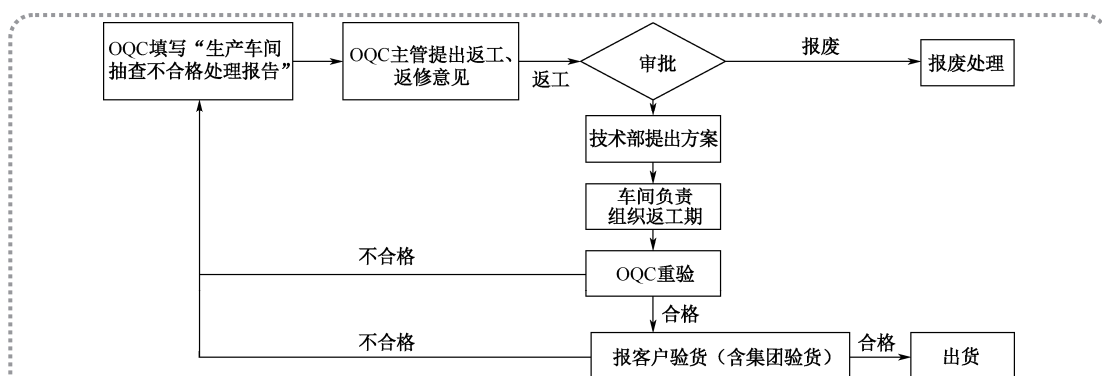 OQC填写“生产车间
抽查不合格处理报告”
OQC主管提出返工、
返修意见
返工
审批
报废
报废处理
技术部提出方案
车间负责
组织返工期
不合格
OQC重验
合格
不合格
报客户验货（含集团验货）
合格
出货